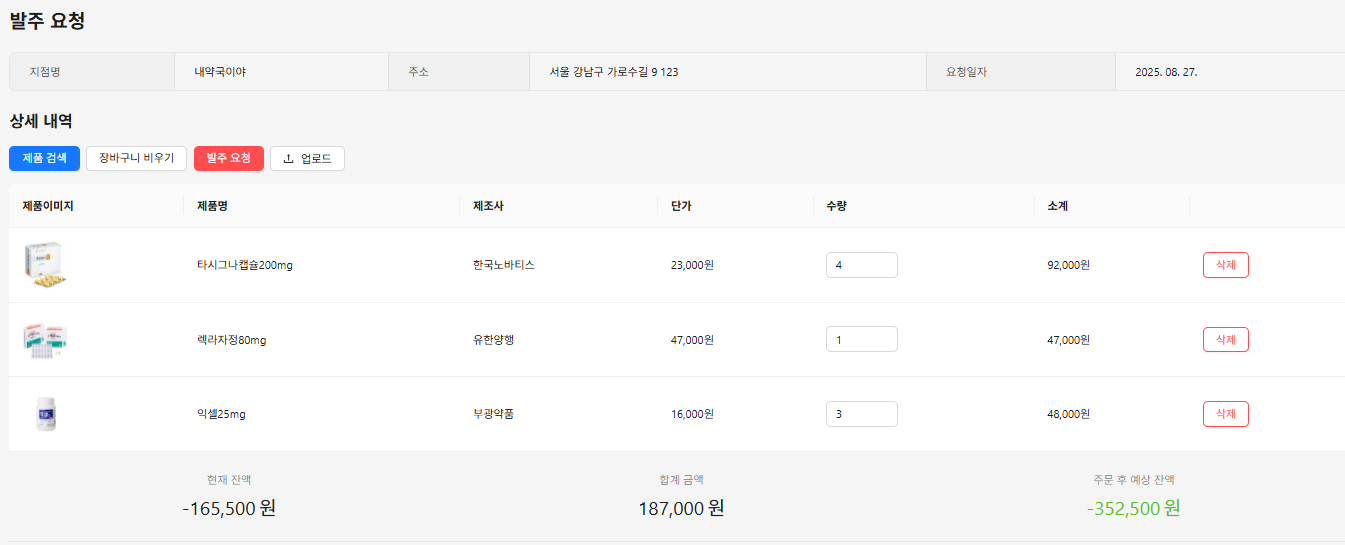 발주 요청
지점명 내약국이야 주소 서울 강남구 가로수길 9 123 요청일자 2025. 08. 27.
상세 내역
제품 검색 장바구니 비우기 발주 요청 업로드
제품이미지 제품명 제조사 단가 수량 소계
타시그나캡슐200mg 한국노바티스 23,000원 4 92,000원 삭제
렉라자정80mg 유한양행 47,000원 1 47,000원 삭제
익셀25mg 부광약품 16,000원 3 48,000원 삭제
현재 잔액 합계 금액 주문 후 예상 잔액
-165,500 원 187,000 원 -352,500 원